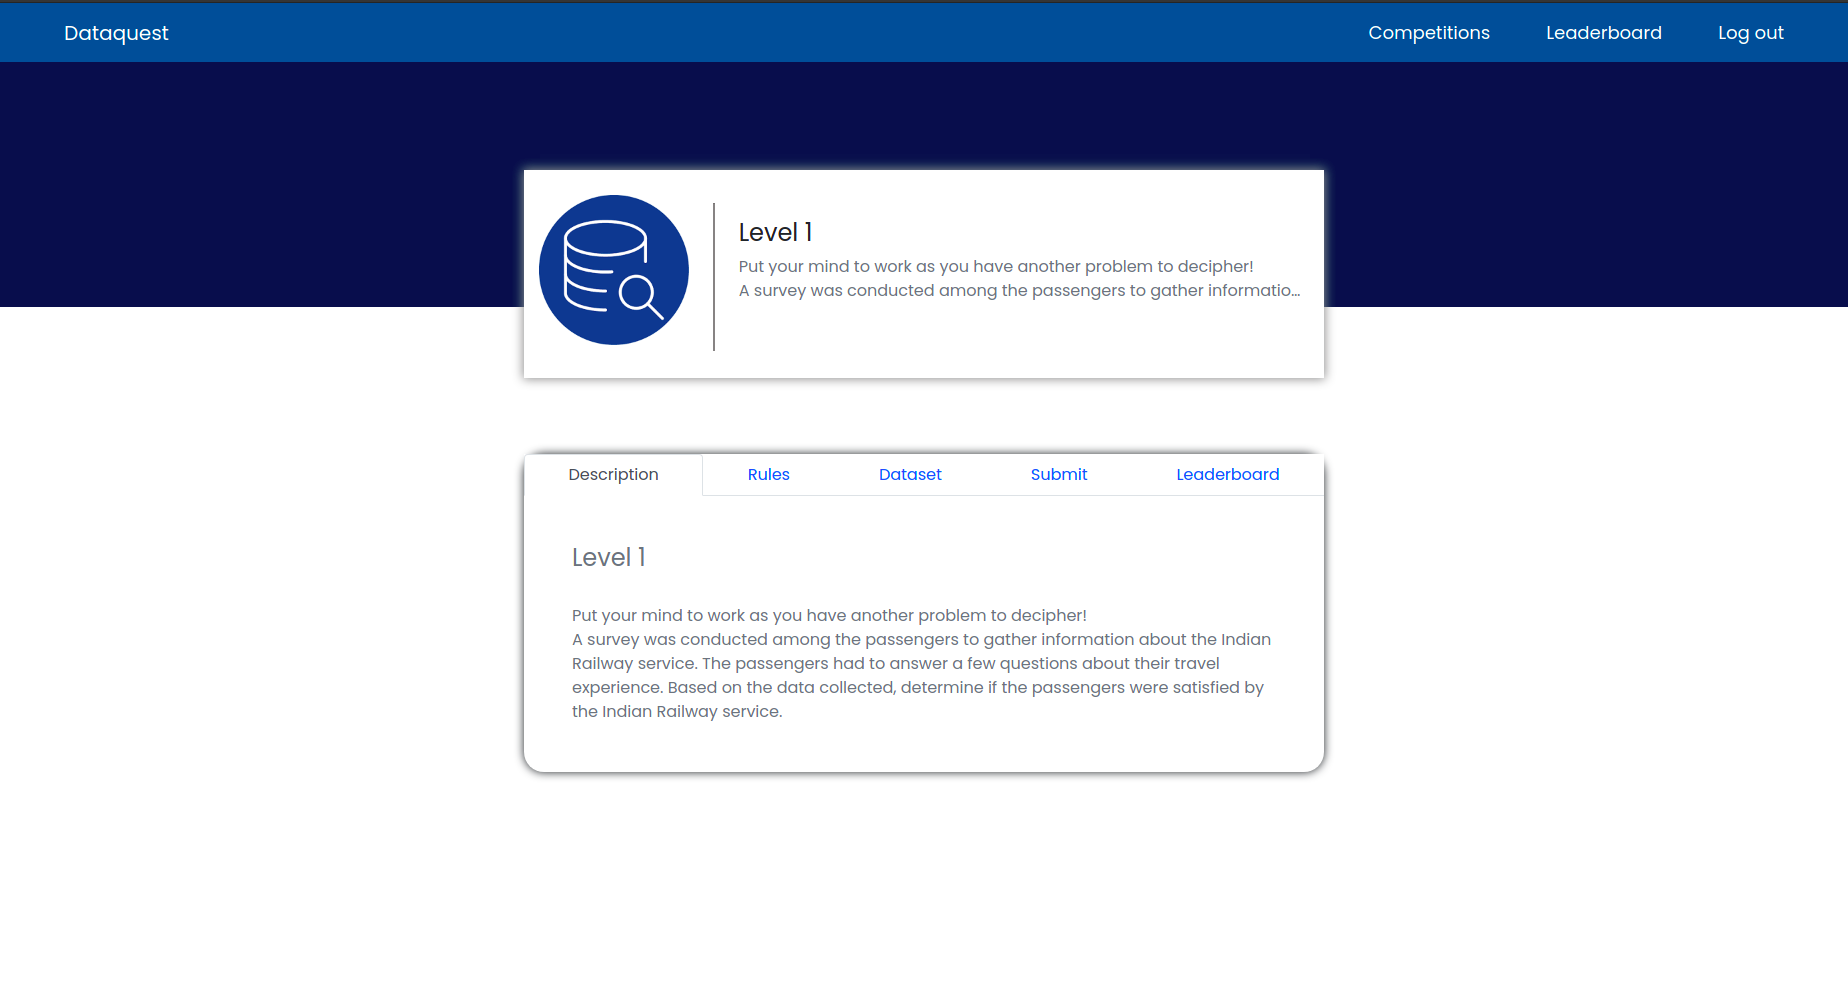 Dataquest
Competitions
Leaderboard
Log out
Level 1
Put your mind to work as you have another problem to decipher!
A survey was conducted among the passengers to gather informatio...
Description
Rules
Dataset
Submit
Leaderboard
Level 1
Put your mind to work as you have another problem to decipher!
A survey was conducted among the passengers to gather information about the Indian
Railway service. The passengers had to answer a few questions about their travel
experience. Based on the data collected, determine if the passengers were satisfied by
the Indian Railway service.